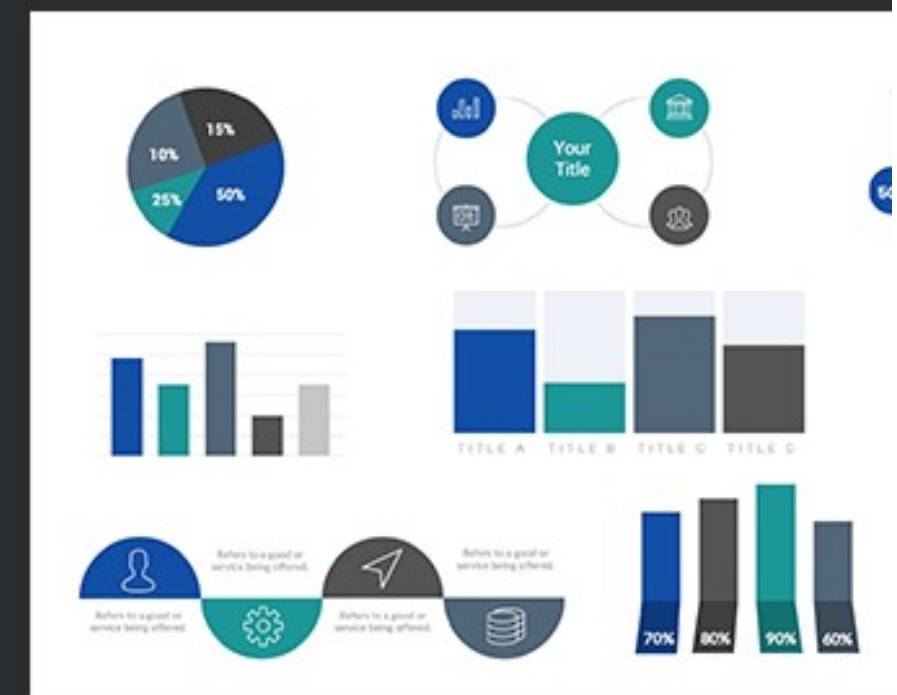 15%
10%
25%
50%
Your
Title
TITLE A
TITLE B
TITLE C
TITLE D
Refers to a good or
service being offered.
Refers to a good or
service being offered.
Refers to a good or
service being offered.
Refers to a good or
service being offered.
70%
80%
90%
60%